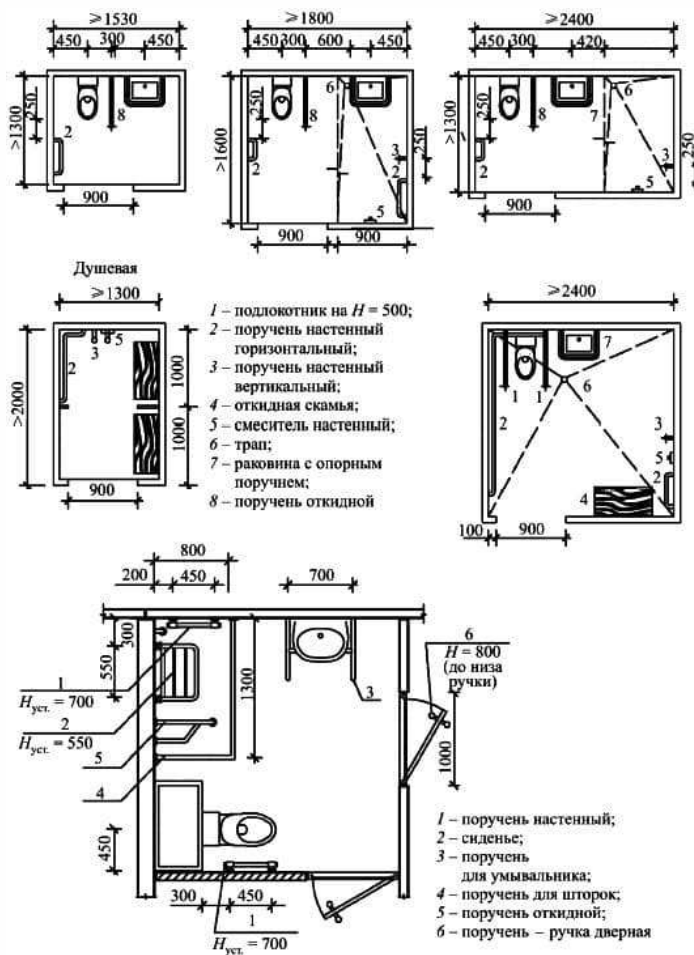 ≥1530
450 300 450
>1300
250
2
8
900
≥1800
450 300 600 450
>1600
250
6
8
3
2
2
250
5
900 900
≥2400
450 300 420
>1300
250
2
8
7
6
3
5
250
900
Душевая
≥1300
>2000
2
3
5
1000
1000
900
1 – подлокотник на H = 500;
2 – поручень настенный
горизонтальный;
3 – поручень настенный
вертикальный;
4 – откидная скамья;
5 – смеситель настенный;
6 – трап;
7 – раковина с опорным
поручнем;
8 – поручень откидной
≥2400
7
1 1
6
2
3
5
2
4
100 900
800
200 450
700
300
550
1300
1
Hуст. = 700
2
Hуст. = 550
5
4
3
6
H = 800
(до низа
ручки)
1000
450
300 450
1
Hуст. = 700
1 – поручень настенный;
2 – сиденье;
3 – поручень
для умывальника;
4 – поручень для шторок;
5 – поручень откидной;
6 – поручень – ручка дверная